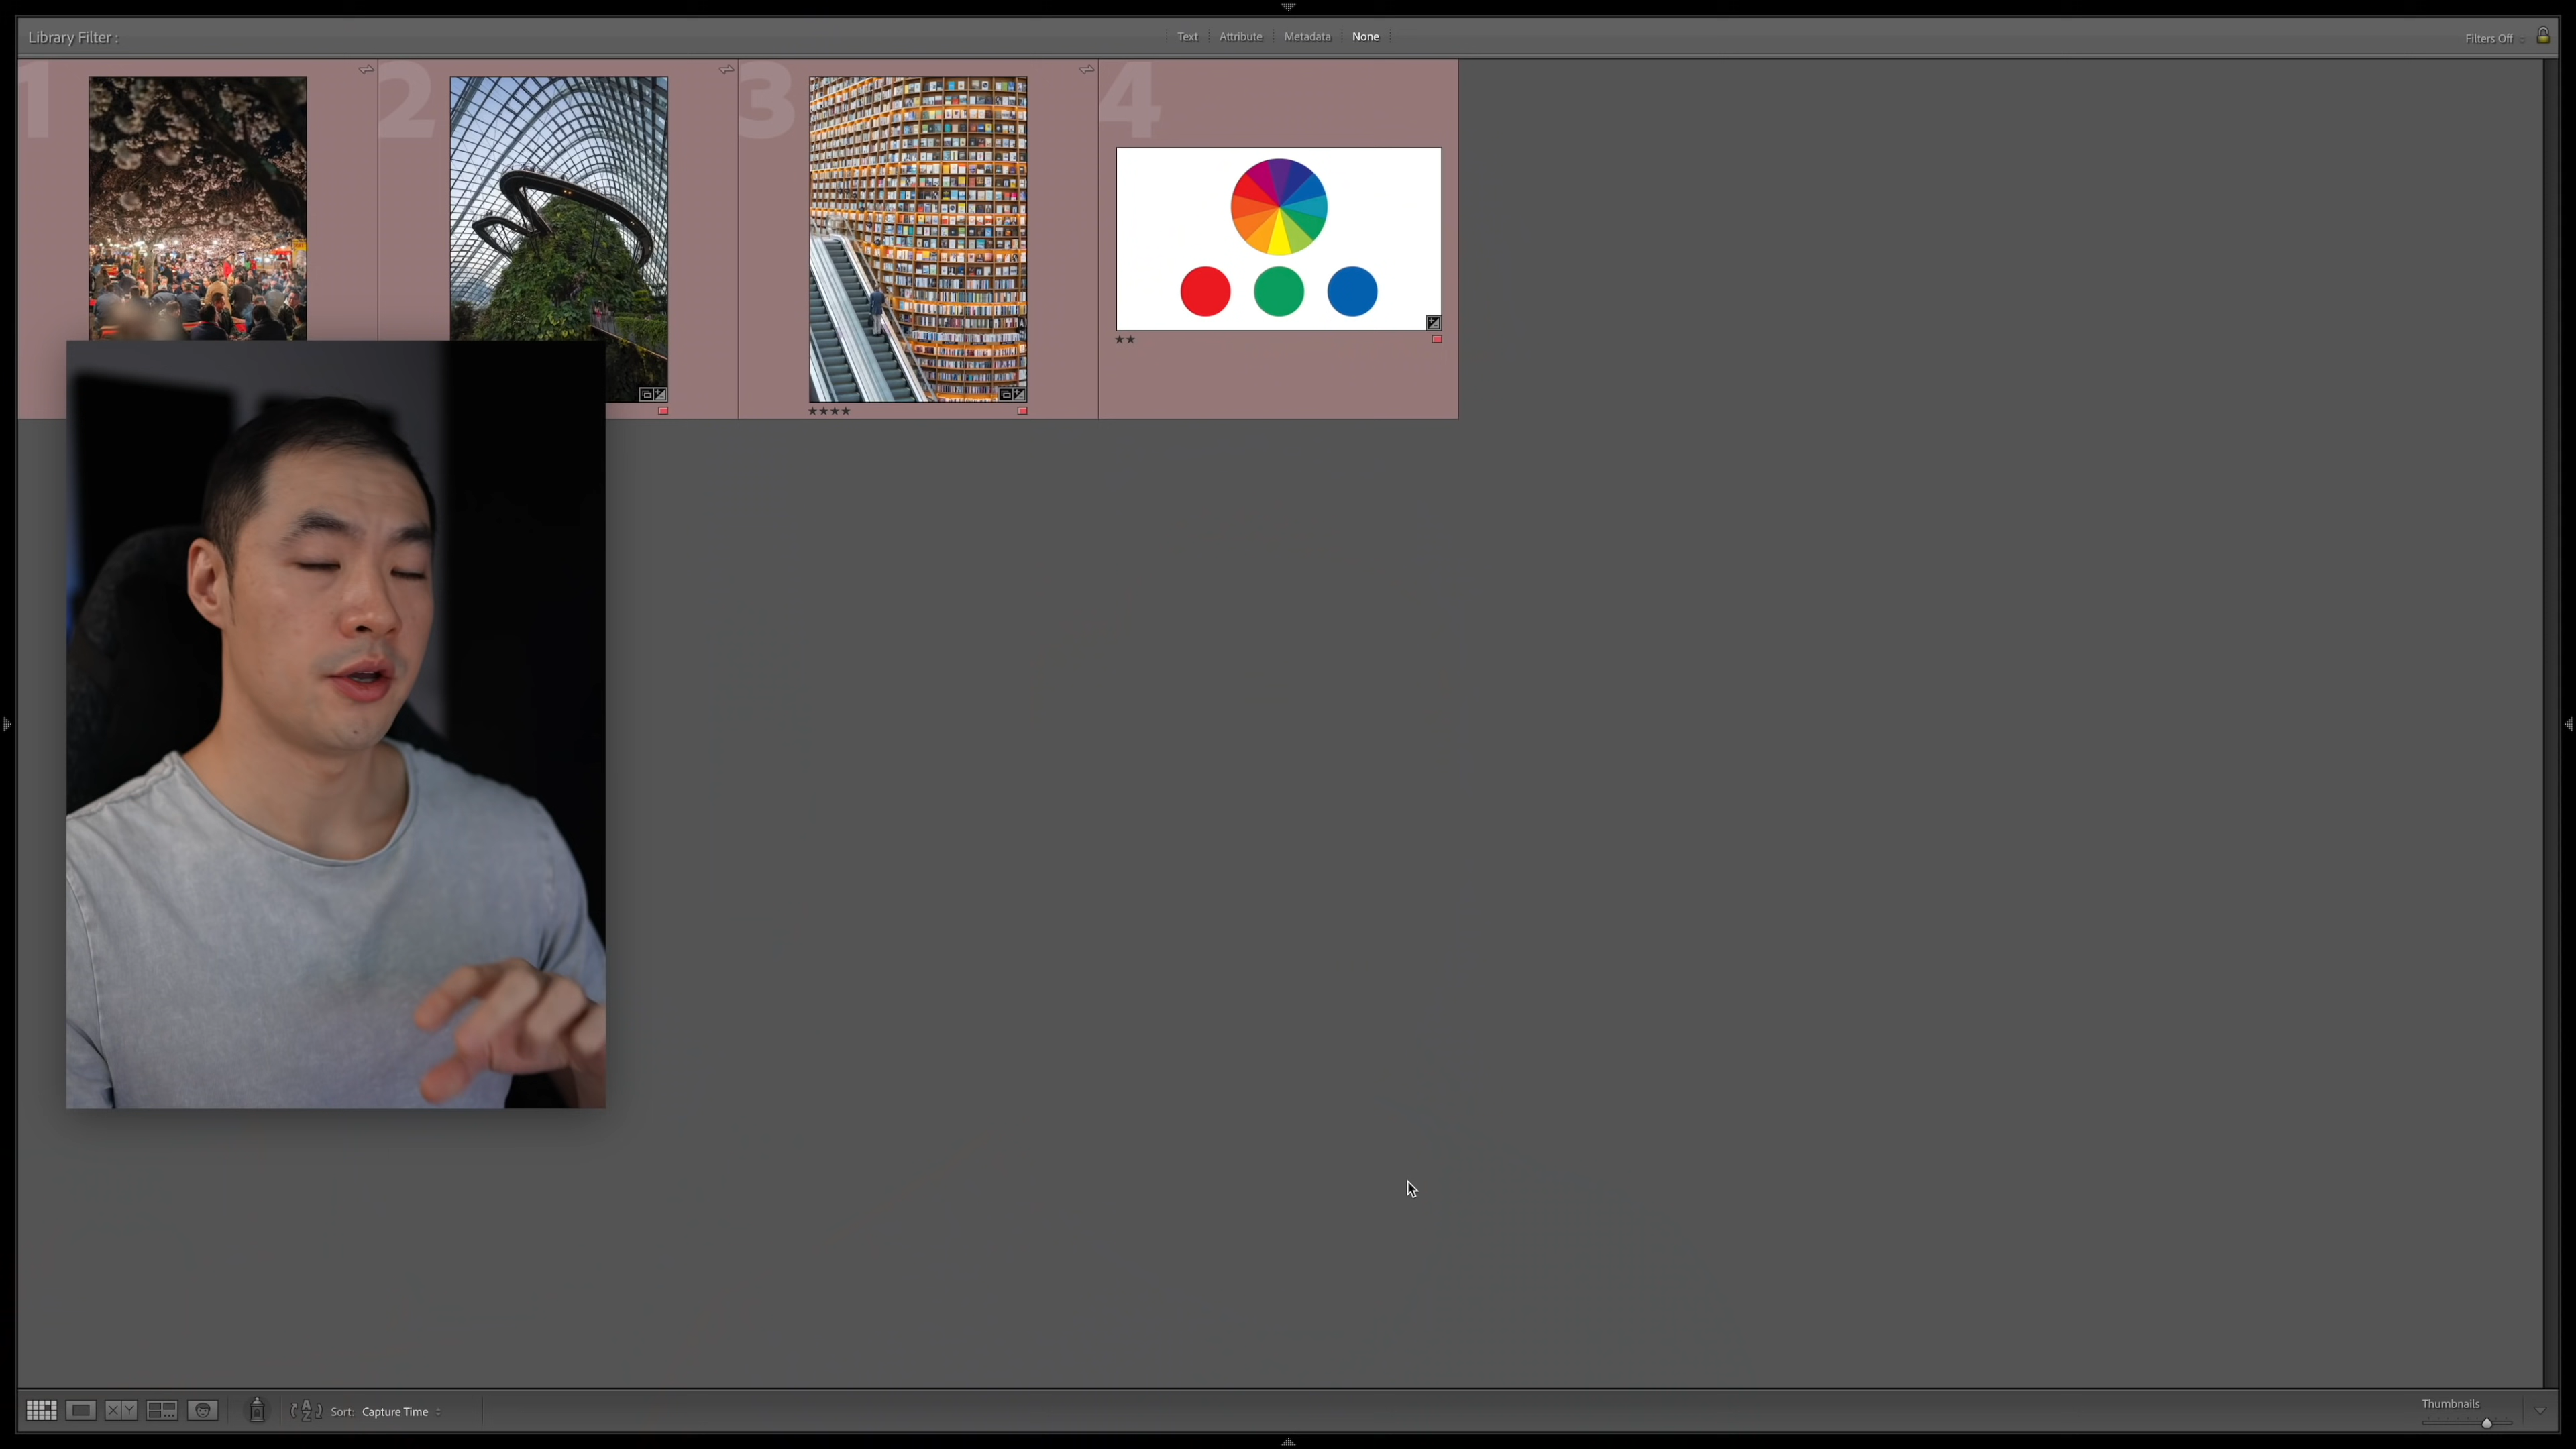 Library Filter :
Text Attribute Metadata None
Filters Off
1 2 3 4
Sort: Capture Time
Thumbnails